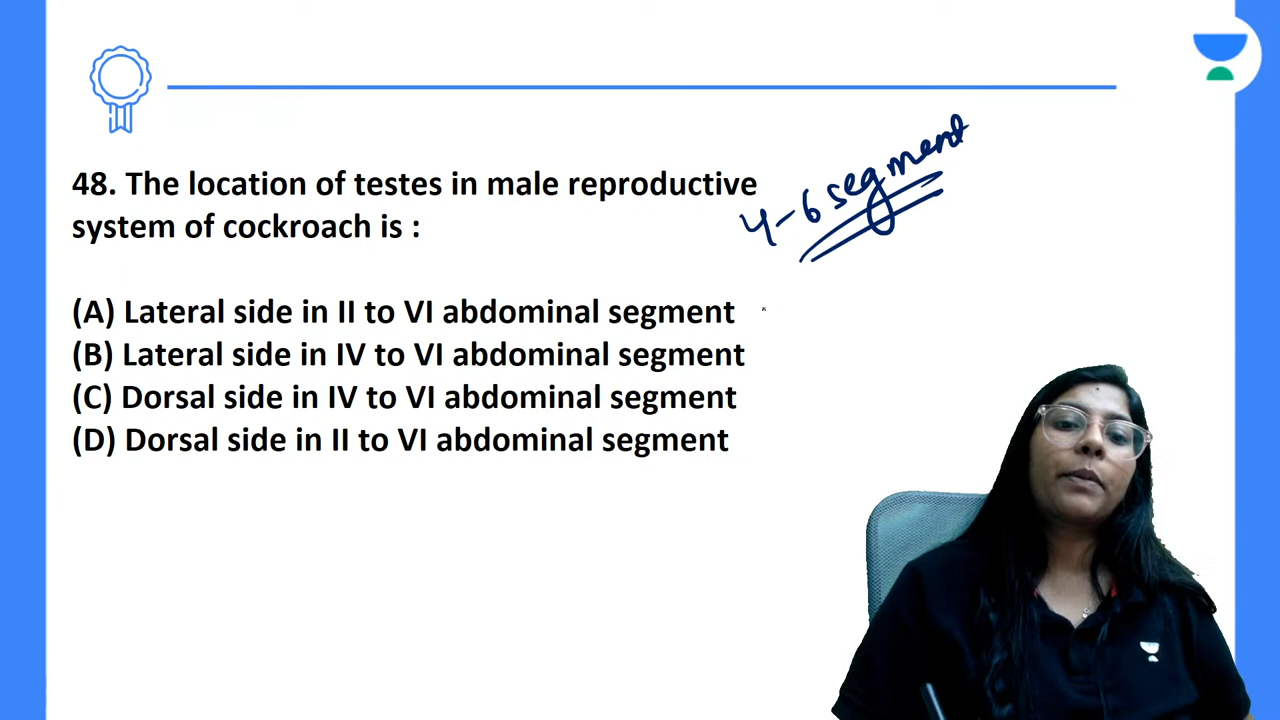 48. The location of testes in male reproductive
system of cockroach is :
4-6 segment
(A) Lateral side in II to VI abdominal segment
(B) Lateral side in IV to VI abdominal segment
(C) Dorsal side in IV to VI abdominal segment
(D) Dorsal side in II to VI abdominal segment